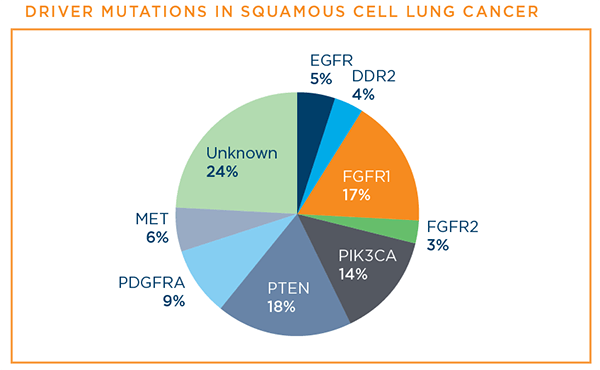 DRIVER MUTATIONS IN SQUAMOUS CELL LUNG CANCER
EGFR
5%
DDR2
4%
FGFR1
17%
FGFR2
3%
PIK3CA
14%
PTEN
18%
PDGFRA
9%
MET
6%
Unknown
24%